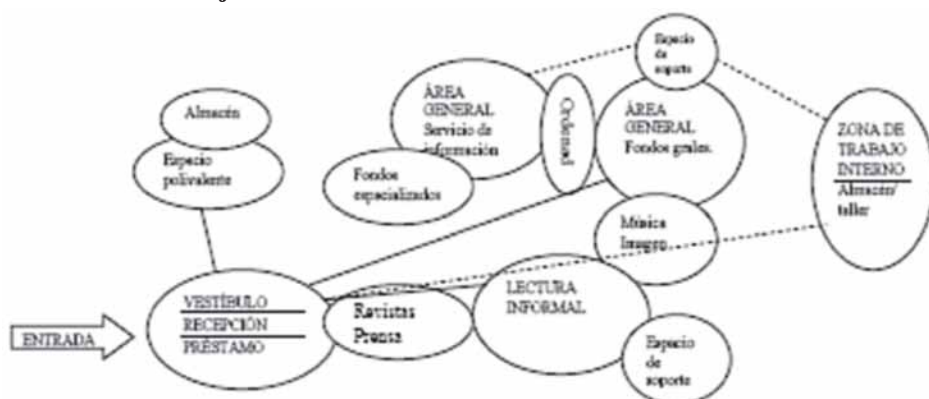 Espacio
de
soporte
Almacén
Espacio
polivalente
ÁREA
GENERAL
Servicio de
información
Fondos
espacializados
Ordenad
ÁREA
GENERAL
Fondos grales.
ZONA DE
TRABAJO
INTERNO
Almacén/
taller
Música
Imagen
VESTÍBULO
RECEPCIÓN
PRÉSTAMO
Revistas
Prensa
LECTURA
INFORMAL
Espacio
de
soporte
ENTRADA